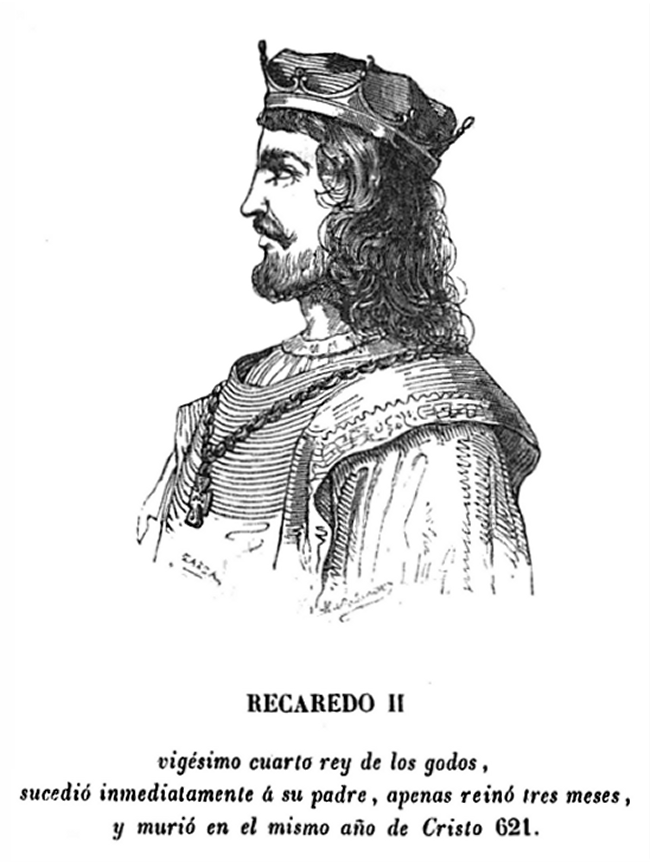 RECAREDO II
vigésimo cuarto rey de los godos,
sucedió inmediatamente á su padre, apenas reinó tres meses,
y murió en el mismo año de Cristo 621.